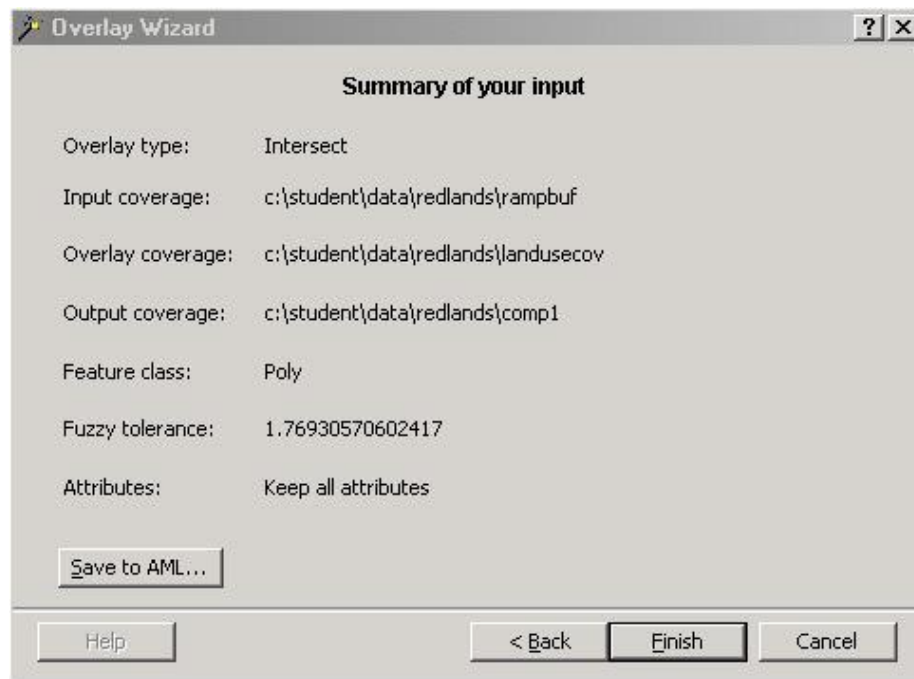 Overlay Wizard
Summary of your input
Overlay type: Intersect
Input coverage: c:\student\data\redlands\rampbuf
Overlay coverage: c:\student\data\redlands\landusecov
Output coverage: c:\student\data\redlands\comp1
Feature class: Poly
Fuzzy tolerance: 1.76930570602417
Attributes: Keep all attributes
Save to AML...
Help < Back Finish Cancel